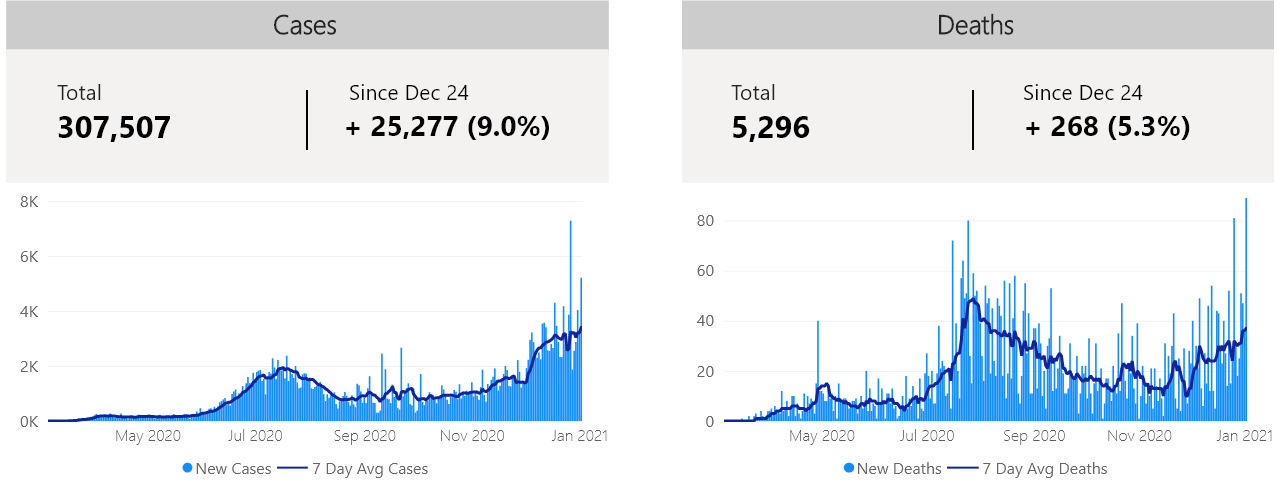 Cases
Total
307,507
Since Dec 24
+ 25,277 (9.0%)
8K
6K
4K
2K
0K
May 2020
Jul 2020
Sep 2020
Nov 2020
Jan 2021
New Cases
7 Day Avg Cases
Deaths
Total
5,296
Since Dec 24
+ 268 (5.3%)
80
60
40
20
0
May 2020
Jul 2020
Sep 2020
Nov 2020
Jan 2021
New Deaths
7 Day Avg Deaths